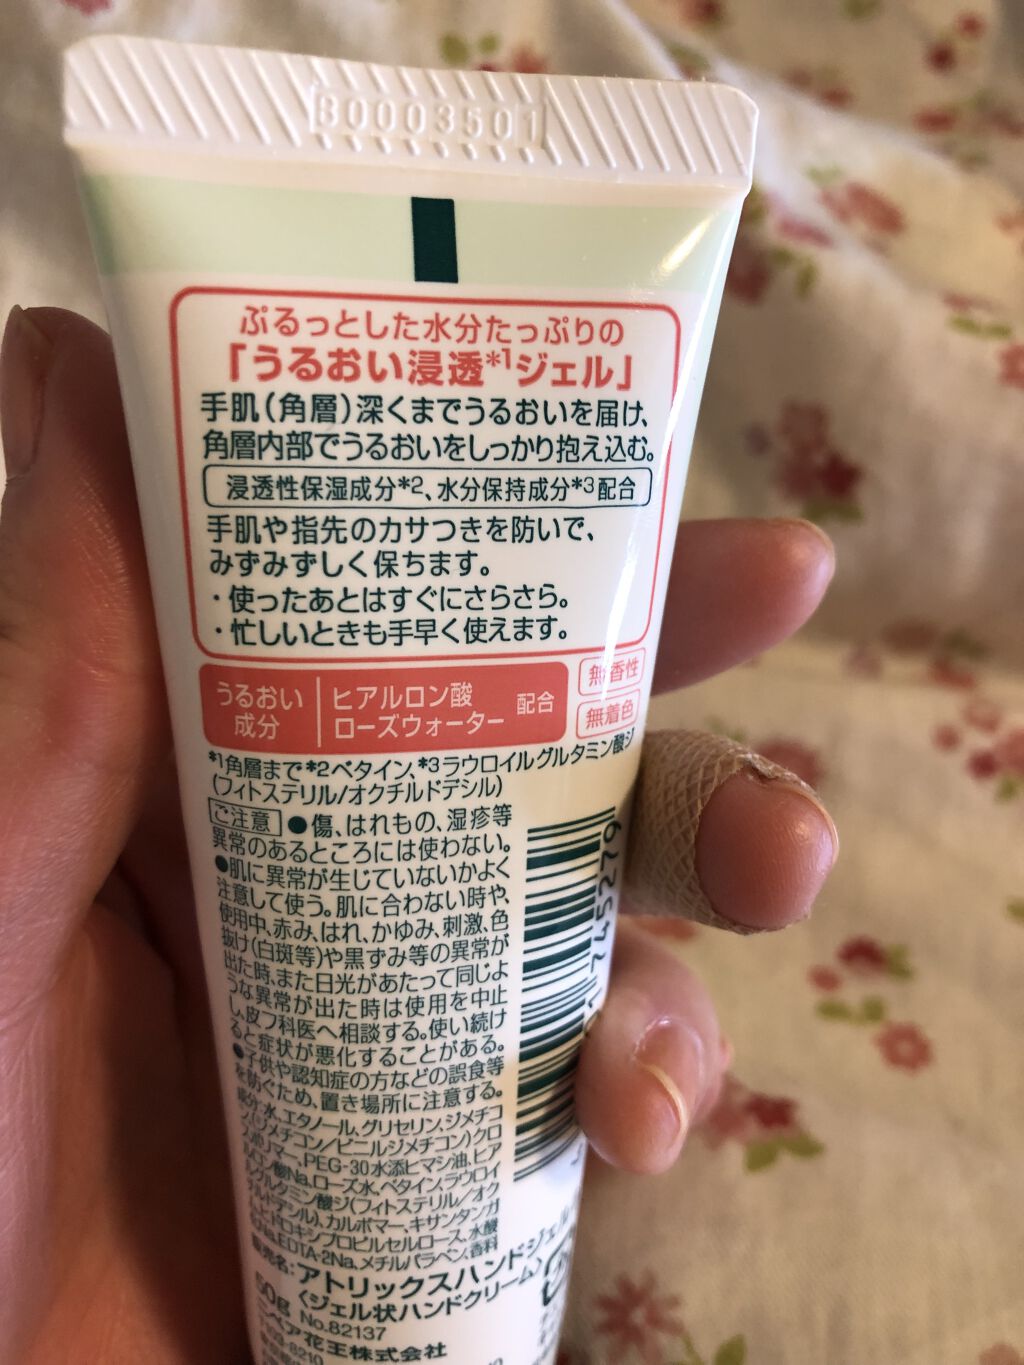 80003501
ぷるっとした水分たっぷりの
「うるおい浸透*1ジェル」
手肌(角層)深くまでうるおいを届け、
角層内部でうるおいをしっかり抱え込む。
浸透性保湿成分*2、水分保持成分*3配合
手肌や指先のカサつきを防いで、
みずみずしく保ちます。
・使ったあとはすぐにさらさら。
・忙しいときも手早く使えます。
うるおい
成分
ヒアルロン酸
ローズウォーター
配合
無香性
無着色
*1角層まで*2ベタイン、*3ラウロイルグルタミン酸ジ
(フィトステリル/オクチルドデシル)
ご注意 ●傷、はれもの、湿疹等
異常のあるところには使わない。
●肌に異常が生じていないかよく
注意して使う。肌に合わない時や、
使用中、赤み、はれ、かゆみ、刺激、色
抜け(白斑等)や黒ずみ等の異常が
出た時、また日光があたって同じよ
うな異常が出た時は使用を中止
し、皮フ科医へ相談する。使い続け
ると症状が悪化することがある。
●子供や認知症の方などの誤食等
を防ぐため、置き場所に注意する。
成分:水、エタノール、グリセリン、ジメチコ
ン、(ジメチコン/ビニルジメチコン)クロ
スポリマー、PEG-30水添ヒマシ油、ヒア
ルロン酸Na、ローズ水、ベタイン、ラウロイ
ルグルタミン酸ジ(フィトステリル/オク
チルドデシル)、カルボマー、キサンタンガ
ム、ヒドロキシプロピルセルロース、水酸
化Na、EDTA-2Na、メチルパラベン、香料
販売名:アトリックスハンドジェル
〈ジェル状ハンドクリーム〉
50g No.82137
ニベア花王株式会社
8210
745279